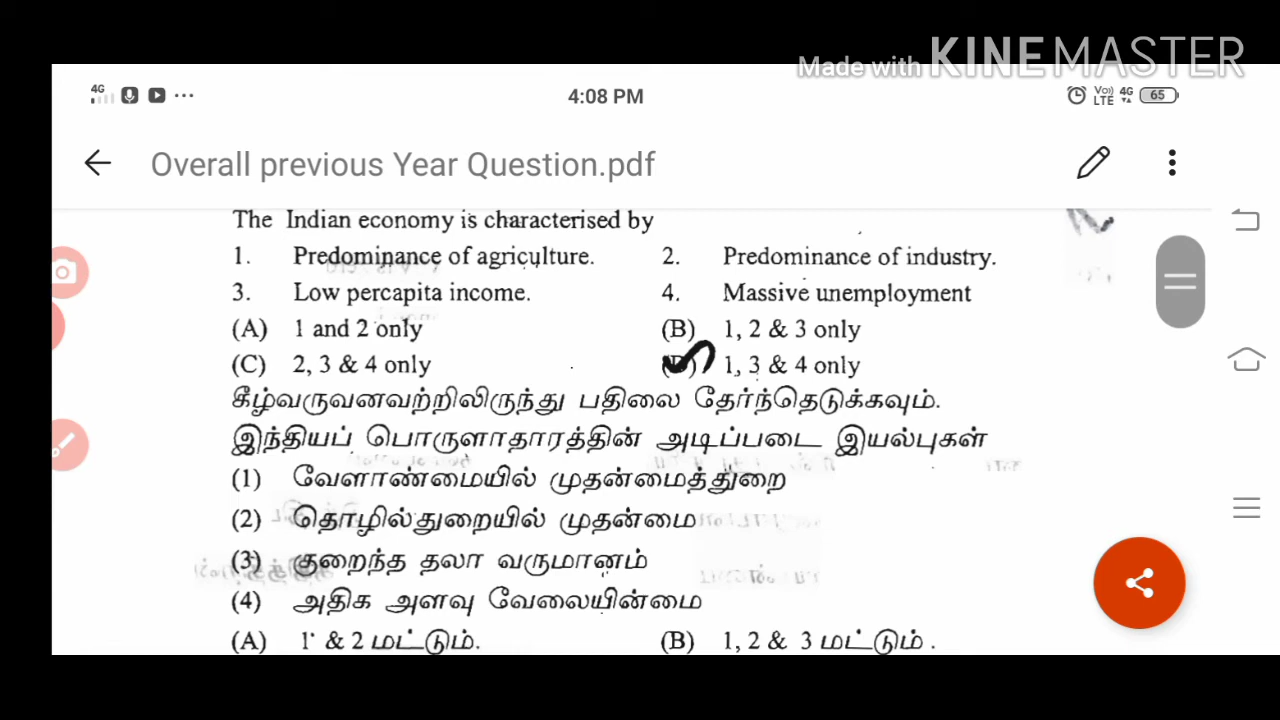 Made with KINEMASTER
4G 4:08 PM Vo) LTE 4G 65
Overall previous Year Question.pdf
The Indian economy is characterised by
1. Predominance of agriculture. 2. Predominance of industry.
3. Low percapita income. 4. Massive unemployment
(A) 1 and 2 only (B) 1, 2 & 3 only
(C) 2, 3 & 4 only (D) 1, 3 & 4 only
கீழ்வருவனவற்றிலிருந்து பதிலை தேர்ந்தெடுக்கவும்.
இந்தியப் பொருளாதாரத்தின் அடிப்படை இயல்புகள்
(1) வேளாண்மையில் முதன்மைத்துறை
(2) தொழில்துறையில் முதன்மை
(3) குறைந்த தலா வருமானம்
(4) அதிக அளவு வேலையின்மை
(A) 1 & 2 மட்டும். (B) 1, 2 & 3 மட்டும் .